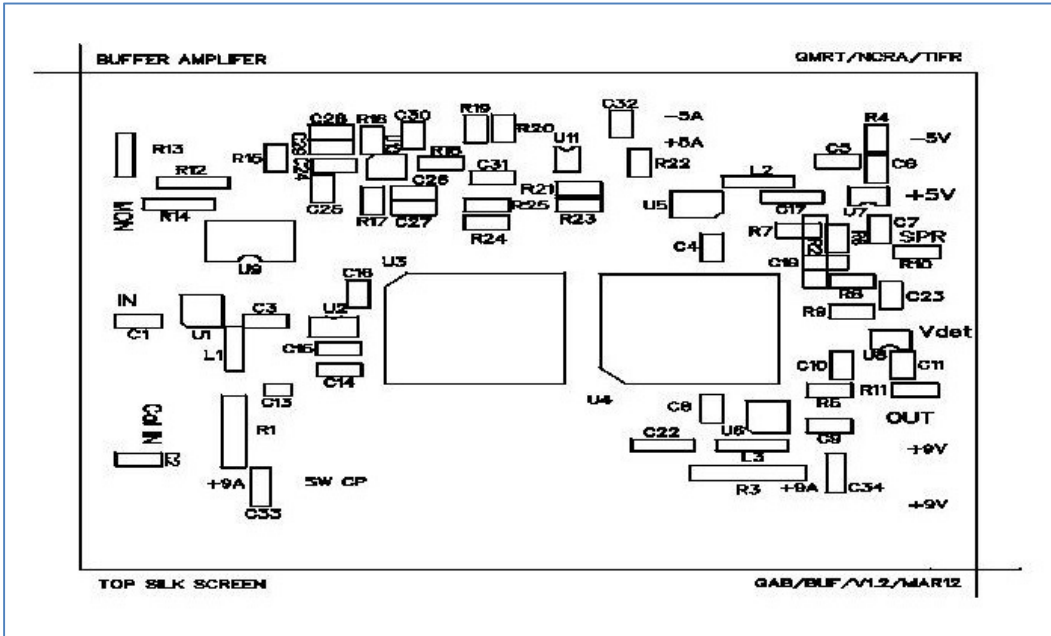 BUFFER AMPLIFER
GMRT/NCRA/TIFR
C28
R16
C30
R19
R20
C32
-5A
R4
-5V
+5A
U11
R13
R15
C24
R18
C31
R22
C5
C6
L2
R12
C26
R21
U5
C17
+5V
U7
R14
MON
C25
R17
C27
R25
R23
R24
C4
R7
R2
C7
SPR
R10
U9
U3
C16
C19
C23
R9
IN
C1
U1
C3
U2
L1
C15
C14
Vdet
U8
C10
C11
C13
U4
C8
R5
R11
OUT
Cal IN
R1
C22
U6
L3
C9
+9V
+9A
SW CP
R3
+9A
C34
C33
+9V
TOP SILK SCREEN
GAB/BUF/V1.2/MAR12